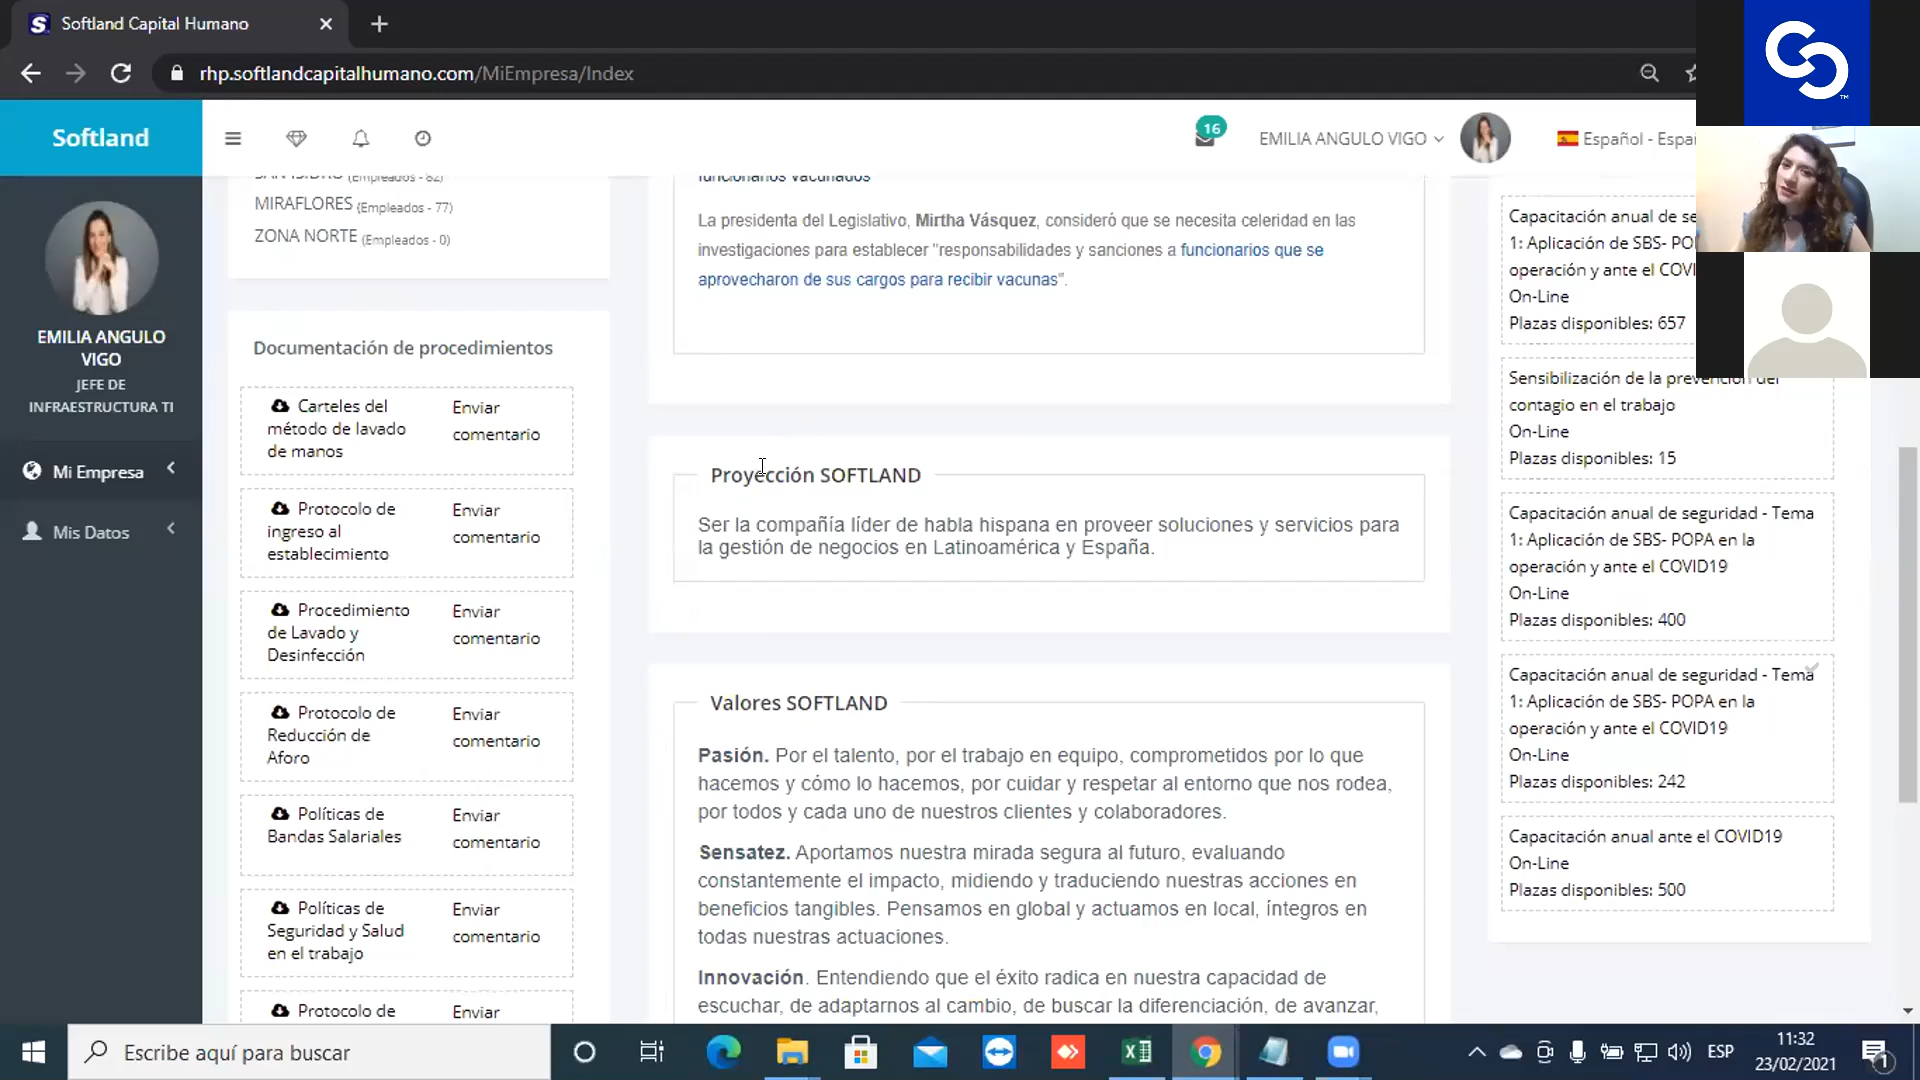 Softland Capital Humano
rhp.softlandcapitalhumano.com/MiEmpresa/Index
Softland
16
EMILIA ANGULO VIGO
Español - Espa
EMILIA ANGULO
VIGO
JEFE DE
INFRAESTRUCTURA TI
Mi Empresa
Mis Datos
SAN ISIDRO (Empleados - 82)
MIRAFLORES (Empleados - 77)
ZONA NORTE (Empleados - 0)
Documentación de procedimientos
Carteles del
método de lavado
de manos
Enviar
comentario
Protocolo de
ingreso al
establecimiento
Enviar
comentario
Procedimiento
de Lavado y
Desinfección
Enviar
comentario
Protocolo de
Reducción de
Aforo
Enviar
comentario
Políticas de
Bandas Salariales
Enviar
comentario
Políticas de
Seguridad y Salud
en el trabajo
Enviar
comentario
Protocolo de
Enviar
funcionarios vacunados
La presidenta del Legislativo, Mirtha Vásquez, consideró que se necesita celeridad en las
investigaciones para establecer "responsabilidades y sanciones a funcionarios que se
aprovecharon de sus cargos para recibir vacunas".
Proyección SOFTLAND
Ser la compañía líder de habla hispana en proveer soluciones y servicios para
la gestión de negocios en Latinoamérica y España.
Valores SOFTLAND
Pasión. Por el talento, por el trabajo en equipo, comprometidos por lo que
hacemos y cómo lo hacemos, por cuidar y respetar al entorno que nos rodea,
por todos y cada uno de nuestros clientes y colaboradores.
Sensatez. Aportamos nuestra mirada segura al futuro, evaluando
constantemente el impacto, midiendo y traduciendo nuestras acciones en
beneficios tangibles. Pensamos en global y actuamos en local, íntegros en
todas nuestras actuaciones.
Innovación. Entendiendo que el éxito radica en nuestra capacidad de
escuchar, de adaptarnos al cambio, de buscar la diferenciación, de avanzar,
Capacitación anual de se
1: Aplicación de SBS- PO
operación y ante el COVI
On-Line
Plazas disponibles: 657
Sensibilización de la prevención del
contagio en el trabajo
On-Line
Plazas disponibles: 15
Capacitación anual de seguridad - Tema
1: Aplicación de SBS- POPA en la
operación y ante el COVID19
On-Line
Plazas disponibles: 400
Capacitación anual de seguridad - Tema
1: Aplicación de SBS- POPA en la
operación y ante el COVID19
On-Line
Plazas disponibles: 242
Capacitación anual ante el COVID19
On-Line
Plazas disponibles: 500
Escribe aquí para buscar
ESP
11:32
23/02/2021
1